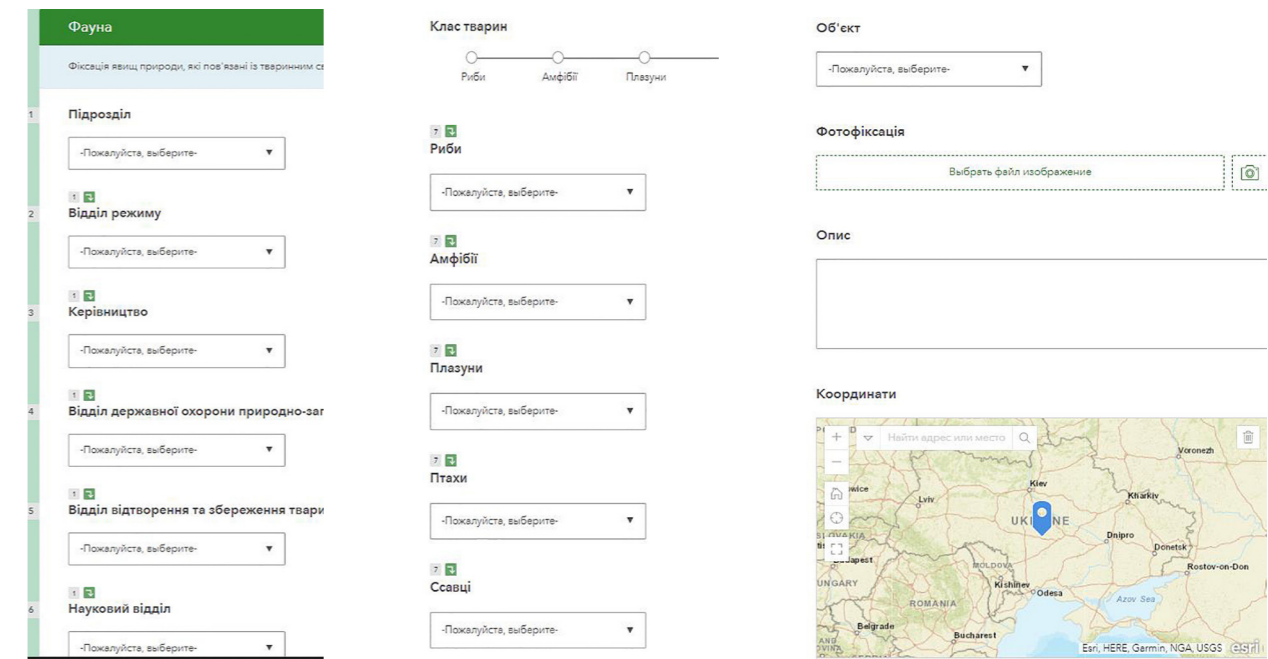 Фауна
Фіксація явищ природи, які пов'язані із тваринним
1
Підрозділ
-Пожалуйста, выберите-
1
2
Відділ режиму
-Пожалуйста, выберите-
1
3
Керівництво
-Пожалуйста, выберите-
1
4
Відділ державної охорони природно-заг
-Пожалуйста, выберите-
1
5
Відділ відтворення та збереження твари
-Пожалуйста, выберите-
1
6
Науковий відділ
-Пожалуйста, выберите-
Клас тварин
Риби Амфібії Плазуни
7
Риби
-Пожалуйста, выберите-
7
Амфібії
-Пожалуйста, выберите-
7
Плазуни
-Пожалуйста, выберите-
7
Птахи
-Пожалуйста, выберите-
7
Ссавці
-Пожалуйста, выберите-
Об'єкт
-Пожалуйста, выберите-
Фотофіксація
Выбрать файл изображение
Опис
Координати
Найти адрес или место
Voronezh
Kiev
Lviv
Kharkiv
UKRAINE
Dnipro
Donetsk
SLOVAKIA
Budapest
MOLDOVA
Rostov-on-Don
UNGARY
Kishinev
Odesa
ROMANIA
Azov Sea
Belgrade
Bucharest
Esri, HERE, Garmin, NGA, USGS
esri